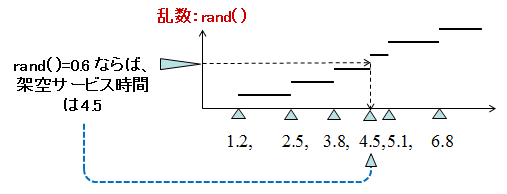 乱数:rand()
rand()=0.6 ならば、
架空サービス時間
は4.5
1.2, 2.5, 3.8, 4.5,5.1, 6.8